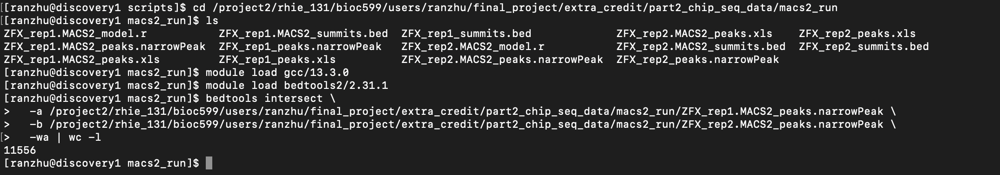 [[ranzhu@discovery1 scripts]$ cd /project2/rhie_131/bioc599/users/ranzhu/final_project/extra_credit/part2_chip_seq_data/macs2_run
[[ranzhu@discovery1 macs2_run]$ ls
ZFX_rep1.MACS2_model.r ZFX_rep1.MACS2_summits.bed ZFX_rep1_summits.bed ZFX_rep2.MACS2_peaks.xls ZFX_rep2_peaks.xls
ZFX_rep1.MACS2_peaks.narrowPeak ZFX_rep1_peaks.narrowPeak ZFX_rep2.MACS2_model.r ZFX_rep2.MACS2_summits.bed ZFX_rep2_summits.bed
ZFX_rep1.MACS2_peaks.xls ZFX_rep1_peaks.xls ZFX_rep2.MACS2_peaks.narrowPeak ZFX_rep2_peaks.narrowPeak
[ranzhu@discovery1 macs2_run]$ module load gcc/13.3.0
[ranzhu@discovery1 macs2_run]$ module load bedtools2/2.31.1
[ranzhu@discovery1 macs2_run]$ bedtools intersect \
> -a /project2/rhie_131/bioc599/users/ranzhu/final_project/extra_credit/part2_chip_seq_data/macs2_run/ZFX_rep1.MACS2_peaks.narrowPeak \
> -b /project2/rhie_131/bioc599/users/ranzhu/final_project/extra_credit/part2_chip_seq_data/macs2_run/ZFX_rep2.MACS2_peaks.narrowPeak \
[> -wa | wc -l
11556
[ranzhu@discovery1 macs2_run]$